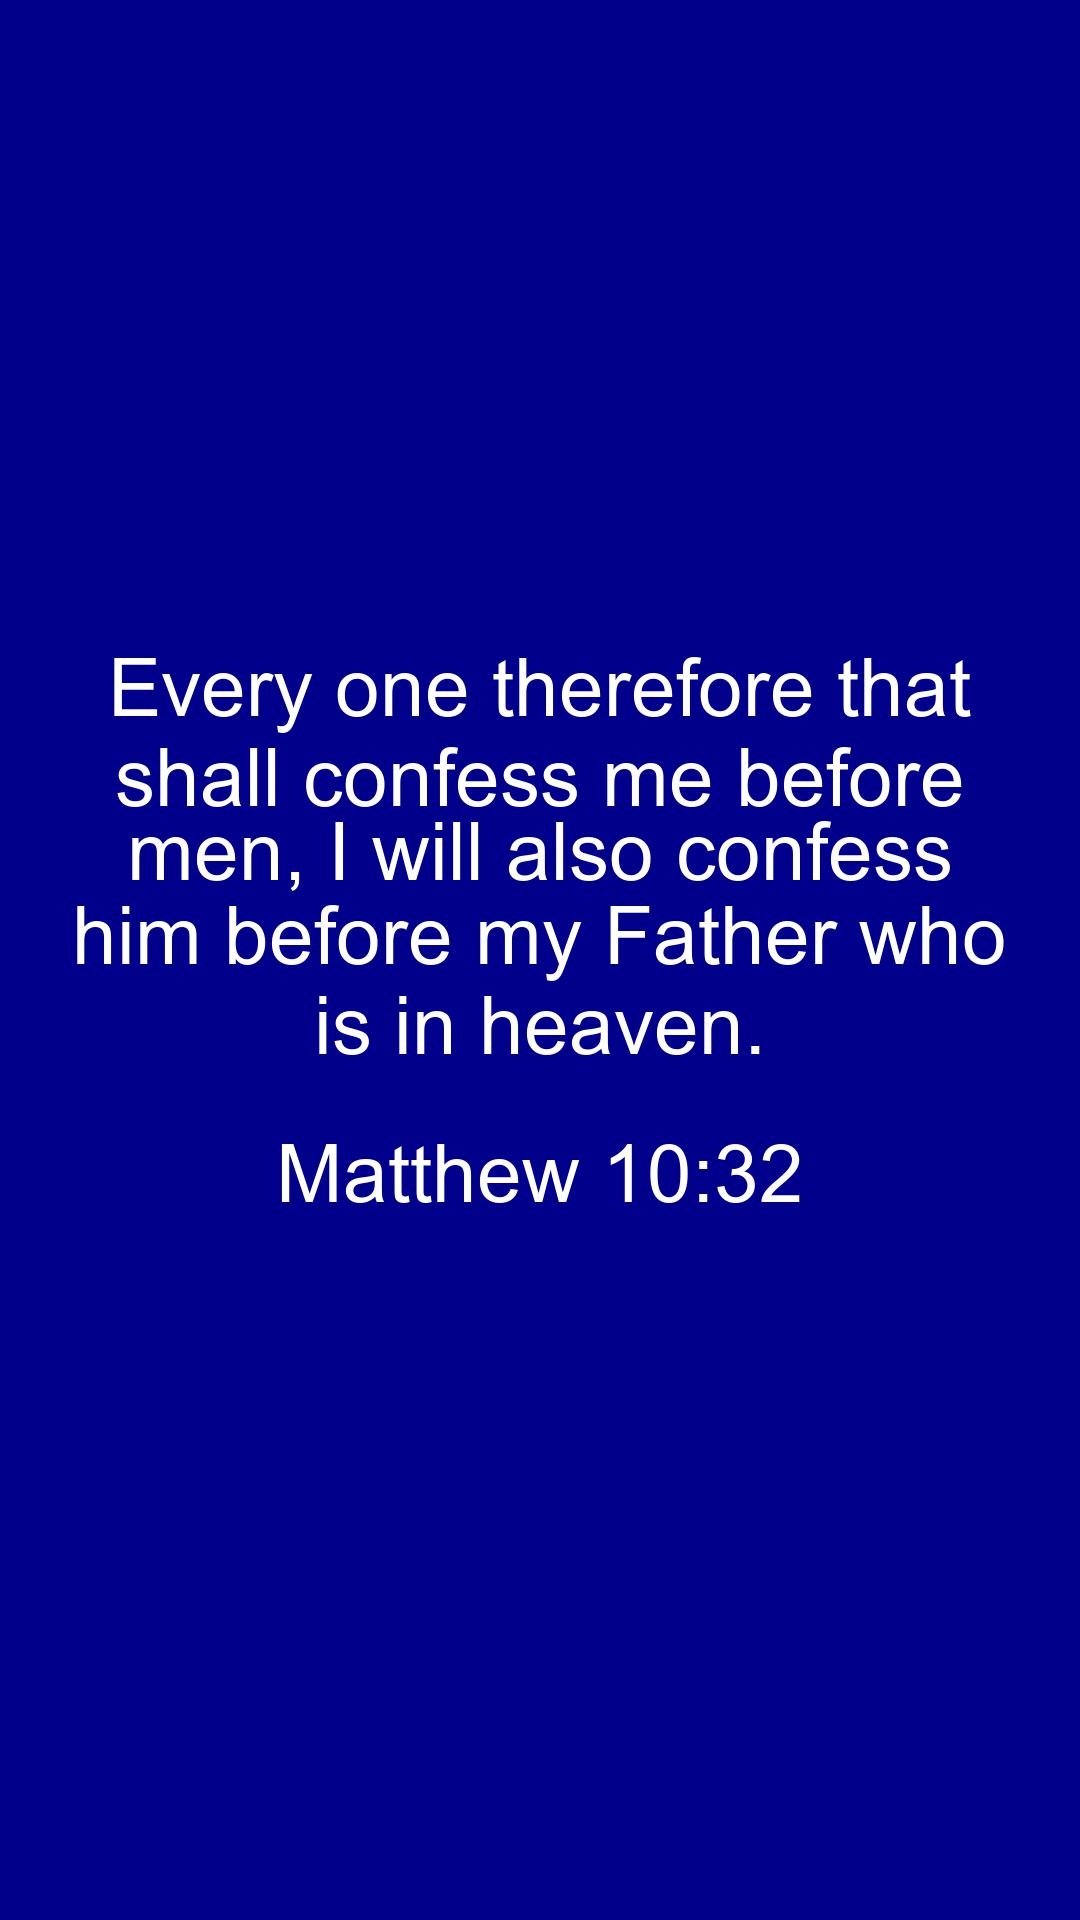 Every one therefore that
shall confess me before
men, I will also confess
him before my Father who
is in heaven.
Matthew 10:32